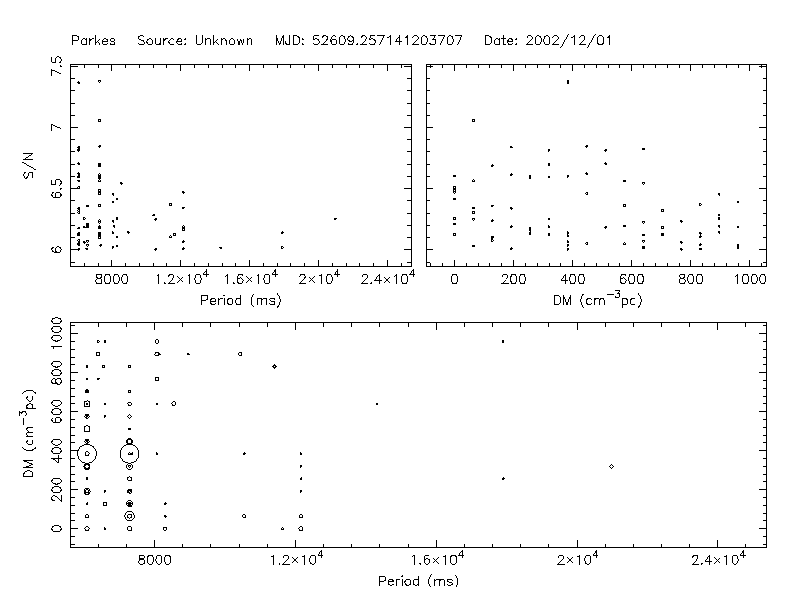 Parkes Source: Unknown MJD: 52609.257141203707 Date: 2002/12/01
7.5
7
6.5
6
S/N
8000 1.2×10⁴ 1.6×10⁴ 2×10⁴ 2.4×10⁴
Period (ms)
0 200 400 600 800 1000
DM (cm⁻³pc)
1000
800
600
400
200
0
DM (cm⁻³pc)
8000 1.2×10⁴ 1.6×10⁴ 2×10⁴ 2.4×10⁴
Period (ms)